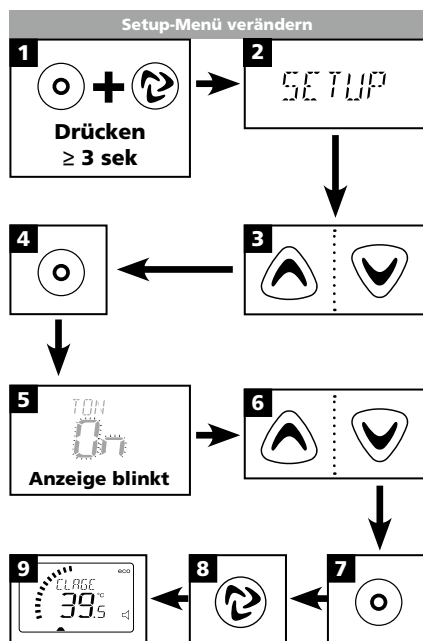 Setup-Menü verändern
1
Drücken
≥ 3 sek
2
SETUP
3
4
5
TON
On
Anzeige blinkt
6
7
8
9
eco
CLAGE
39.5 °C